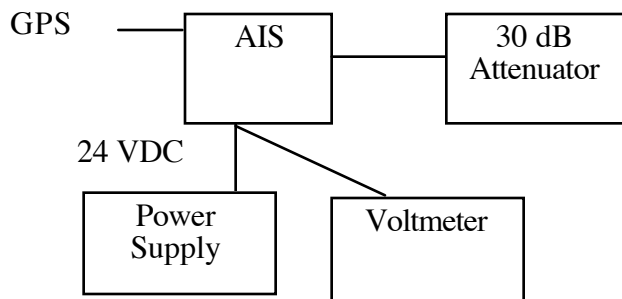 GPS
AIS
30 dB
Attenuator
24 VDC
Power
Supply
Voltmeter